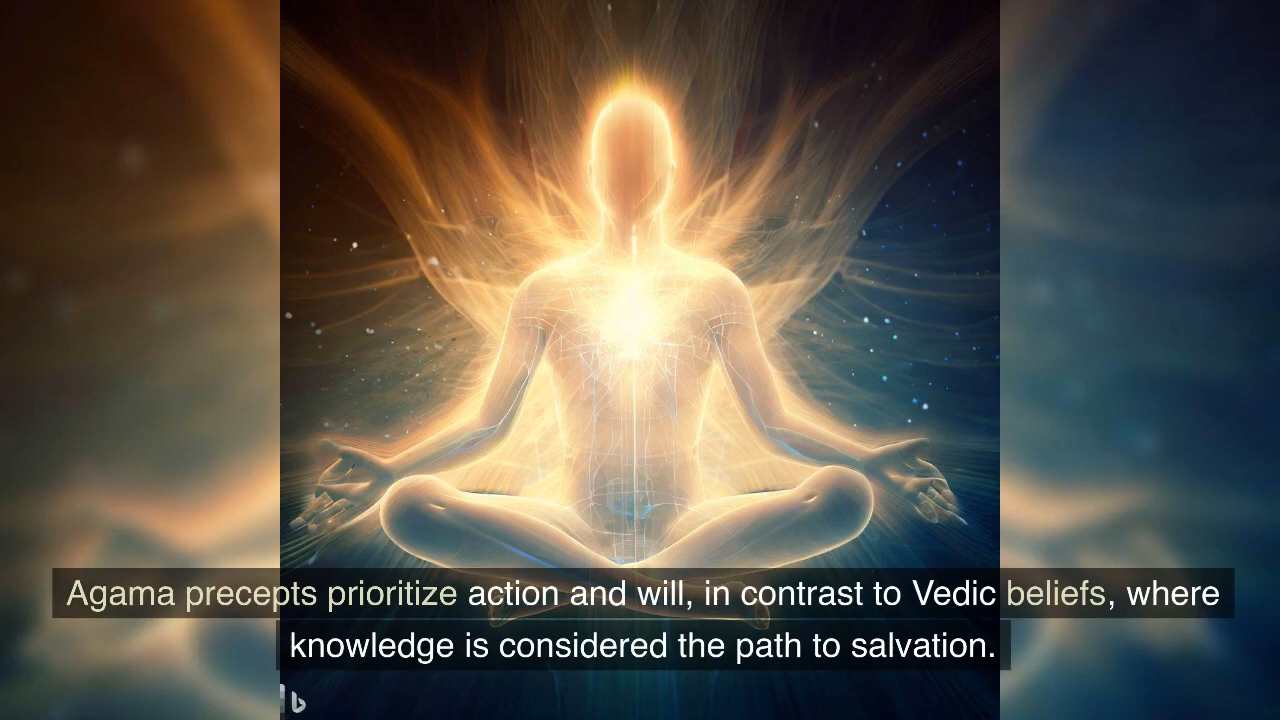 Agama precepts prioritize action and will, in contrast to Vedic beliefs, where
knowledge is considered the path to salvation.